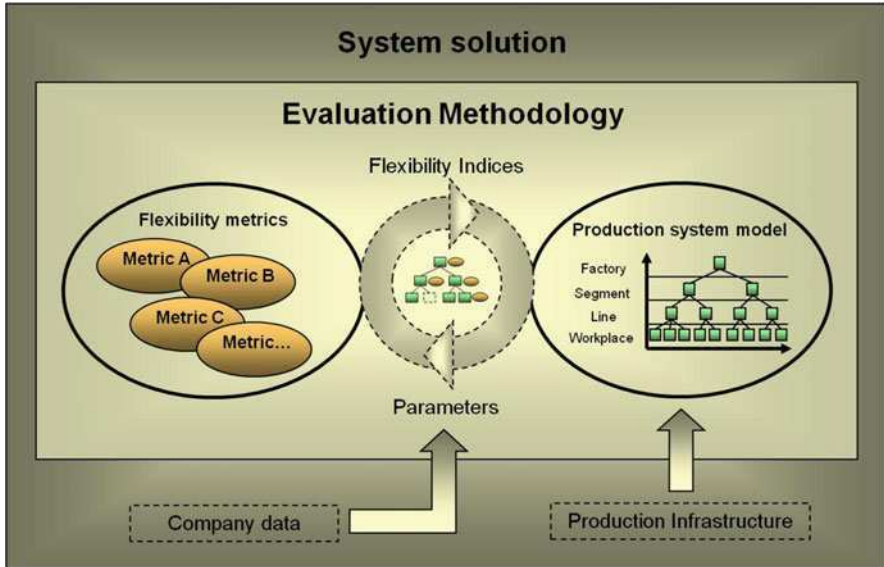 System solution
Evaluation Methodology
Flexibility Indices
Flexibility metrics
Metric A
Metric B
Metric C
Metric...
Production system model
Factory
Segment
Line
Workplace
Parameters
Company data
Production Infrastructure